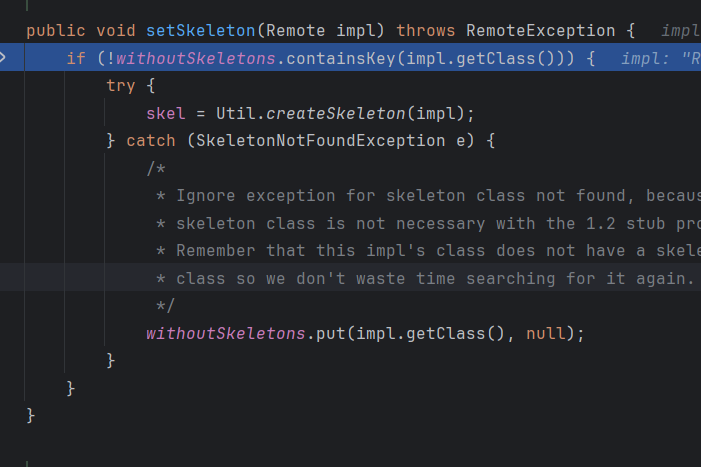 public void setSkeleton(Remote impl) throws RemoteException {   impl
if (!withoutSkeletons.containsKey(impl.getClass())) {   impl: "R
try {
skel = Util.createSkeleton(impl);
} catch (SkeletonNotFoundException e) {
/*
* Ignore exception for skeleton class not found, becaus
* skeleton class is not necessary with the 1.2 stub pro
* Remember that this impl's class does not have a skele
* class so we don't waste time searching for it again.
*/
withoutSkeletons.put(impl.getClass(), null);
}
}
}